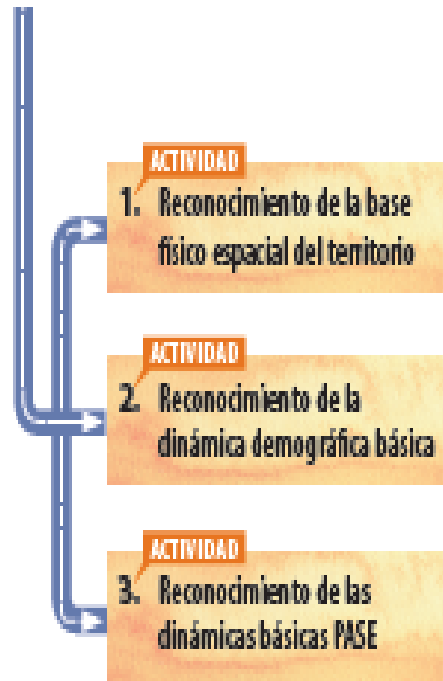 ACTIVIDAD
1. Reconocimiento de la base
físico espacial del territorio
ACTIVIDAD
2. Reconocimiento de la
dinámica demográfica básica
ACTIVIDAD
3. Reconocimiento de las
dinámicas básicas PASE